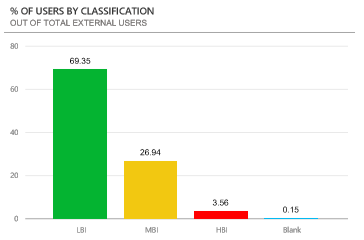 % OF USERS BY CLASSIFICATION
OUT OF TOTAL EXTERNAL USERS
80
60
40
20
0
69.35
26.94
3.56
0.15
LBI
MBI
HBI
Blank